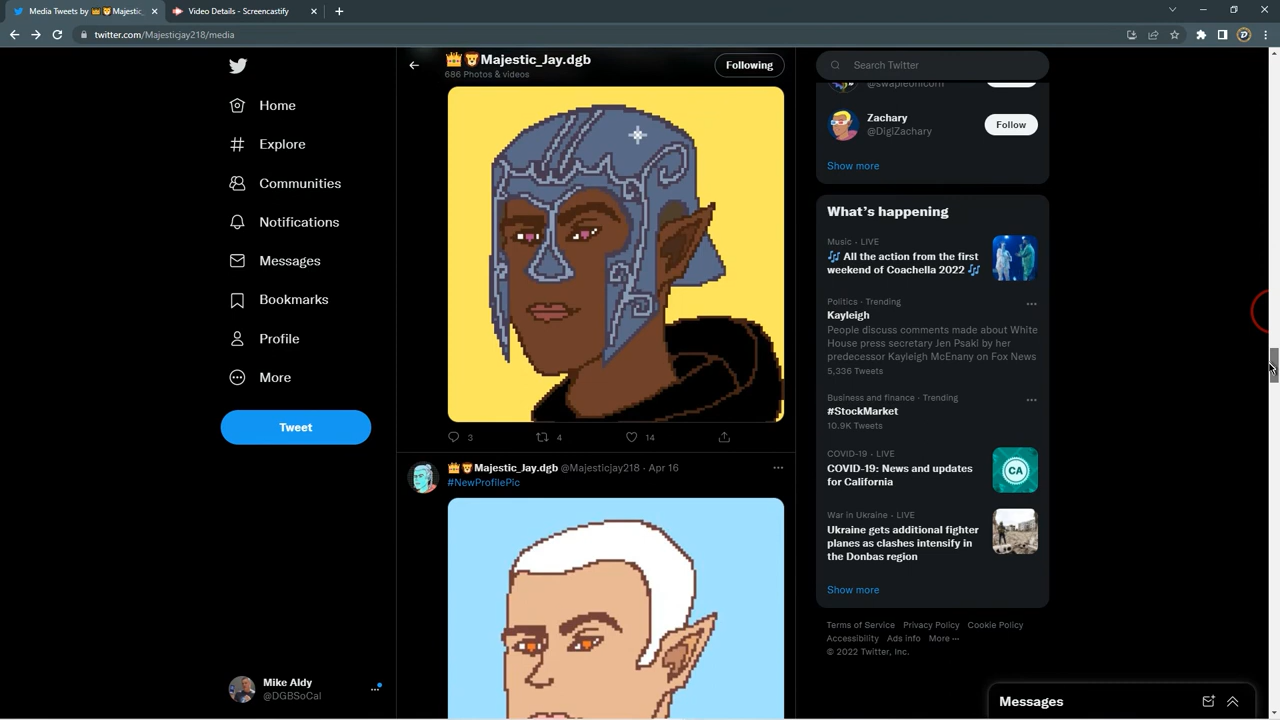 Media Tweets by 👑🦁Majestic_
Video Details - Screencastify
twitter.com/Majesticjay218/media
Home
Explore
Communities
Notifications
Messages
Bookmarks
Profile
More
Tweet
Mike Aldy
@DGBSoCal
👑🦁Majestic_Jay.dgb
686 Photos & videos
Following
3
4
14
👑🦁Majestic_Jay.dgb @Majesticjay218 · Apr 16
#NewProfilePic
Search Twitter
@swapleunicorn
Zachary
@DigiZachary
Follow
Show more
What's happening
Music · LIVE
🎶 All the action from the first
weekend of Coachella 2022 🎶
Politics · Trending
Kayleigh
People discuss comments made about White
House press secretary Jen Psaki by her
predecessor Kayleigh McEnany on Fox News
5,336 Tweets
Business and finance · Trending
#StockMarket
10.9K Tweets
COVID-19 · LIVE
COVID-19: News and updates
for California
CA
War in Ukraine · LIVE
Ukraine gets additional fighter
planes as clashes intensify in
the Donbas region
Show more
Terms of Service Privacy Policy Cookie Policy
Accessibility Ads info More ···
© 2022 Twitter, Inc.
Messages